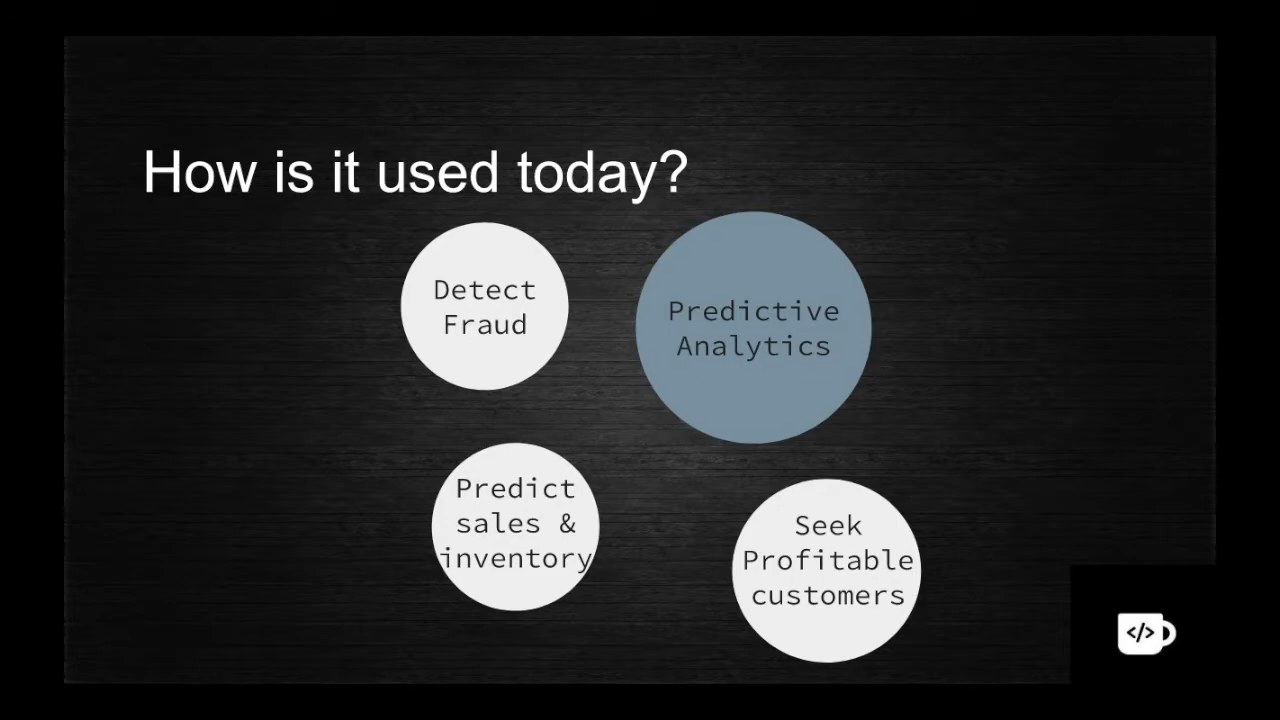 How is it used today?
Detect
Fraud
Predictive
Analytics
Predict
sales &
inventory
Seek
Profitable
customers
</>